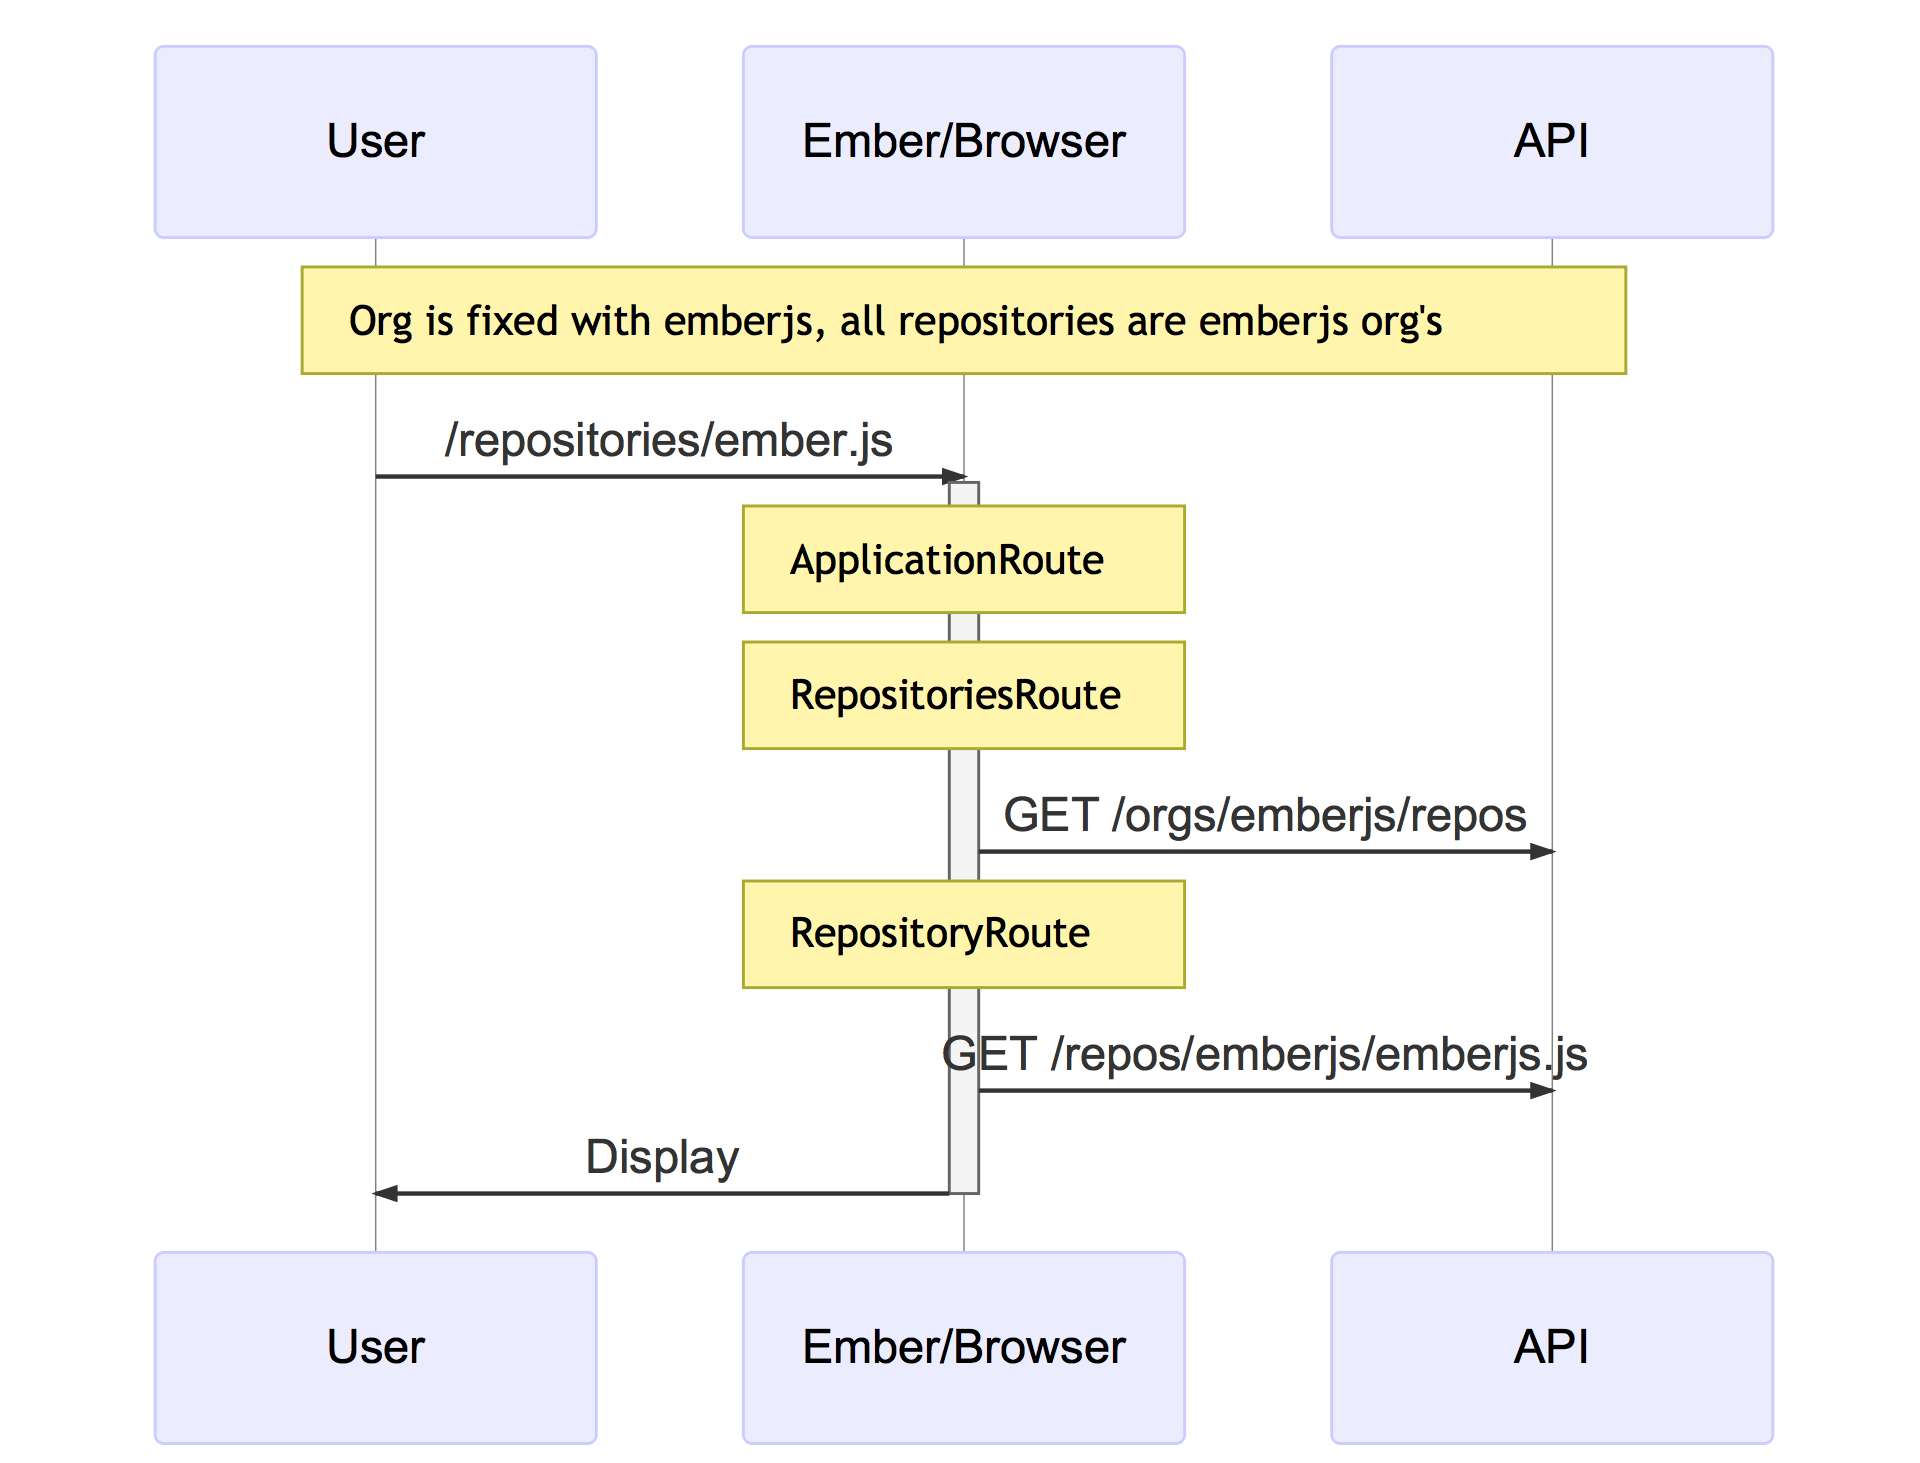 User
Ember/Browser
API
Org is fixed with emberjs, all repositories are emberjs org's
/repositories/ember.js
ApplicationRoute
RepositoriesRoute
GET /orgs/emberjs/repos
RepositoryRoute
GET /repos/emberjs/emberjs.js
Display
User
Ember/Browser
API